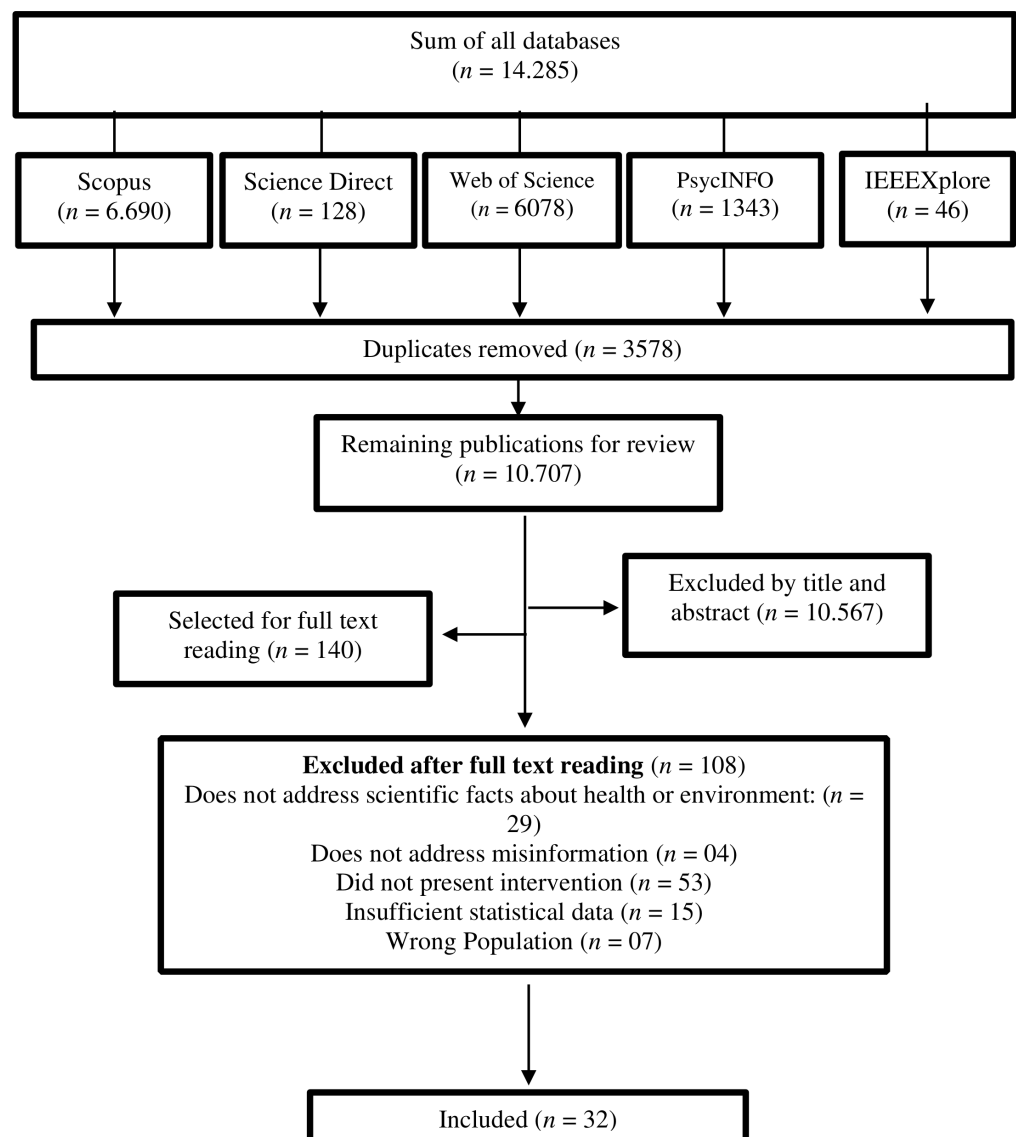 Sum of all databases
(n = 14.285)
Scopus
(n = 6.690)
Science Direct
(n = 128)
Web of Science
(n = 6078)
PsycINFO
(n = 1343)
IEEEXplore
(n = 46)
Duplicates removed (n = 3578)
Remaining publications for review
(n = 10.707)
Excluded by title and
abstract (n = 10.567)
Selected for full text
reading (n = 140)
Excluded after full text reading (n = 108)
Does not address scientific facts about health or environment: (n =
29)
Does not address misinformation (n = 04)
Did not present intervention (n = 53)
Insufficient statistical data (n = 15)
Wrong Population (n = 07)
Included (n = 32)